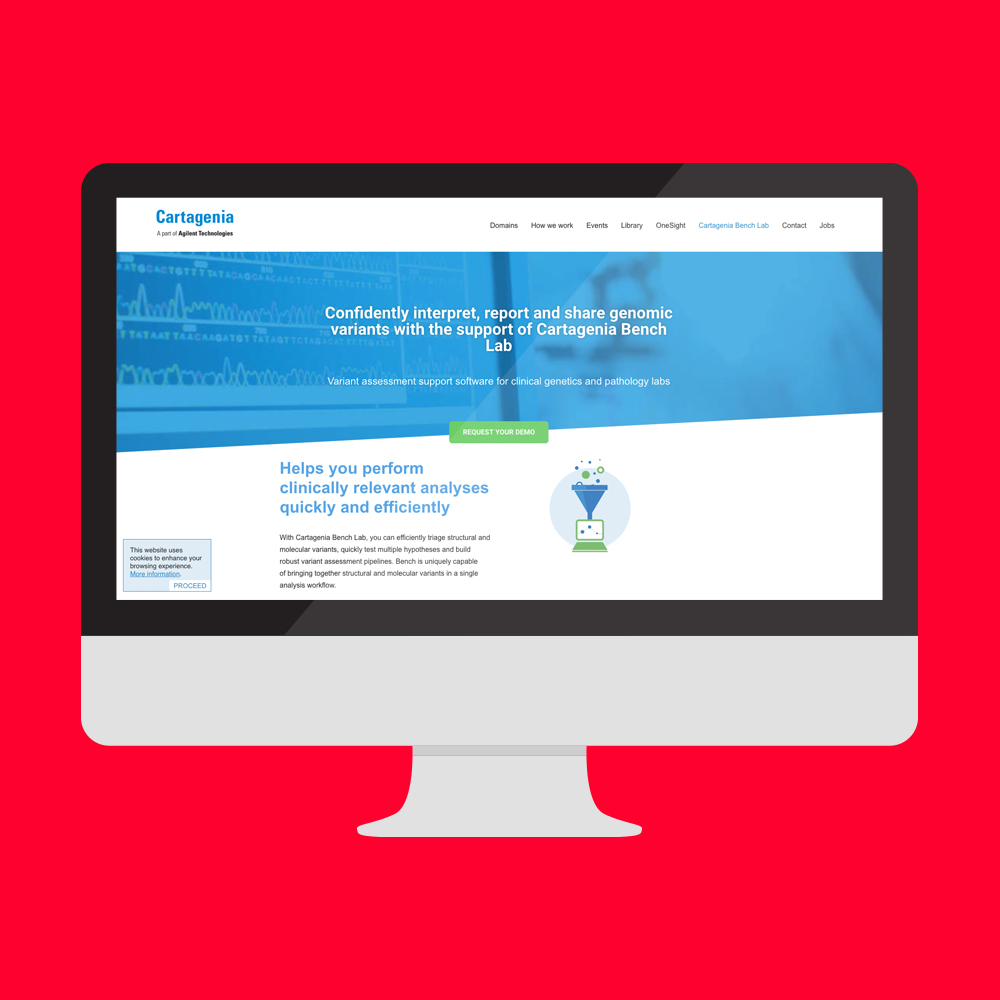 Cartagenia
A part of Agilent Technologies
Domains How we work Events Library OneSight Cartagenia Bench Lab Contact Jobs
Confidently interpret, report and share genomic
variants with the support of Cartagenia Bench
Lab
Variant assessment support software for clinical genetics and pathology labs
REQUEST YOUR DEMO
Helps you perform
clinically relevant analyses
quickly and efficiently
With Cartagenia Bench Lab, you can efficiently triage structural and
molecular variants, quickly test multiple hypotheses and build
robust variant assessment pipelines. Bench is uniquely capable
of bringing together structural and molecular variants in a single
analysis workflow.
This website uses
cookies to enhance your
browsing experience.
More information.
PROCEED